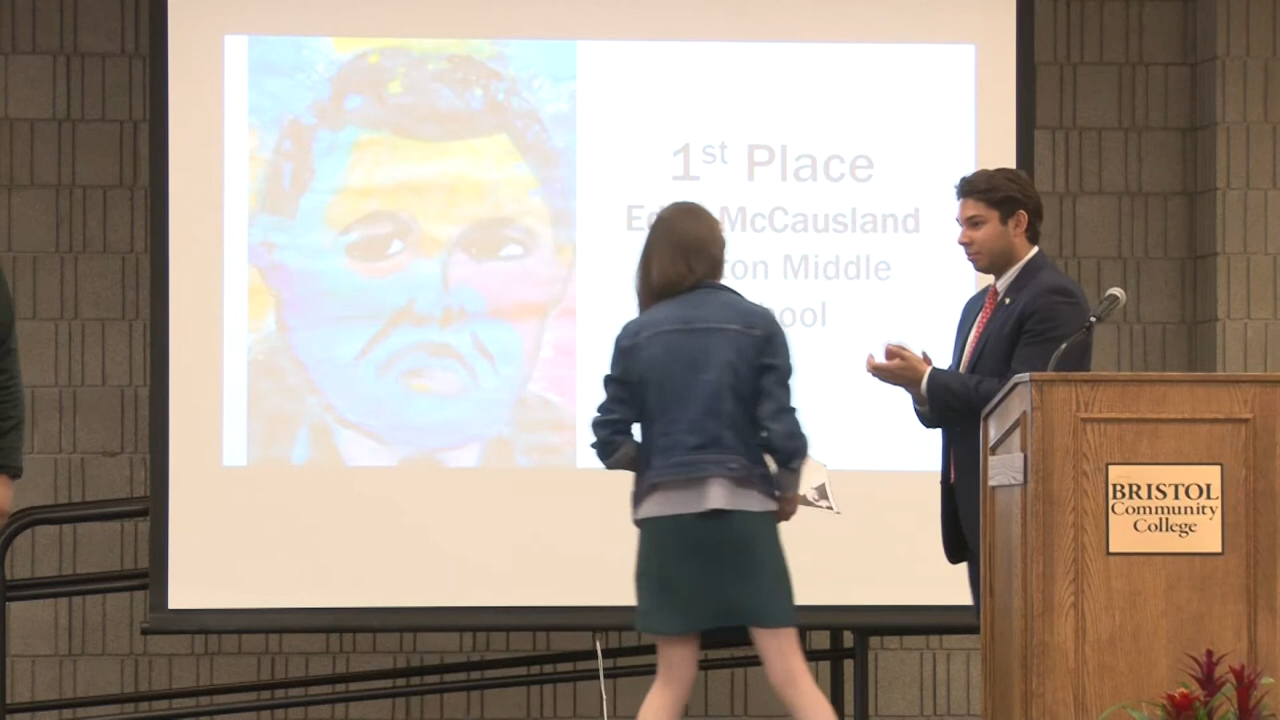 1st Place
McCausland
Middle
BRISTOL
Community
College